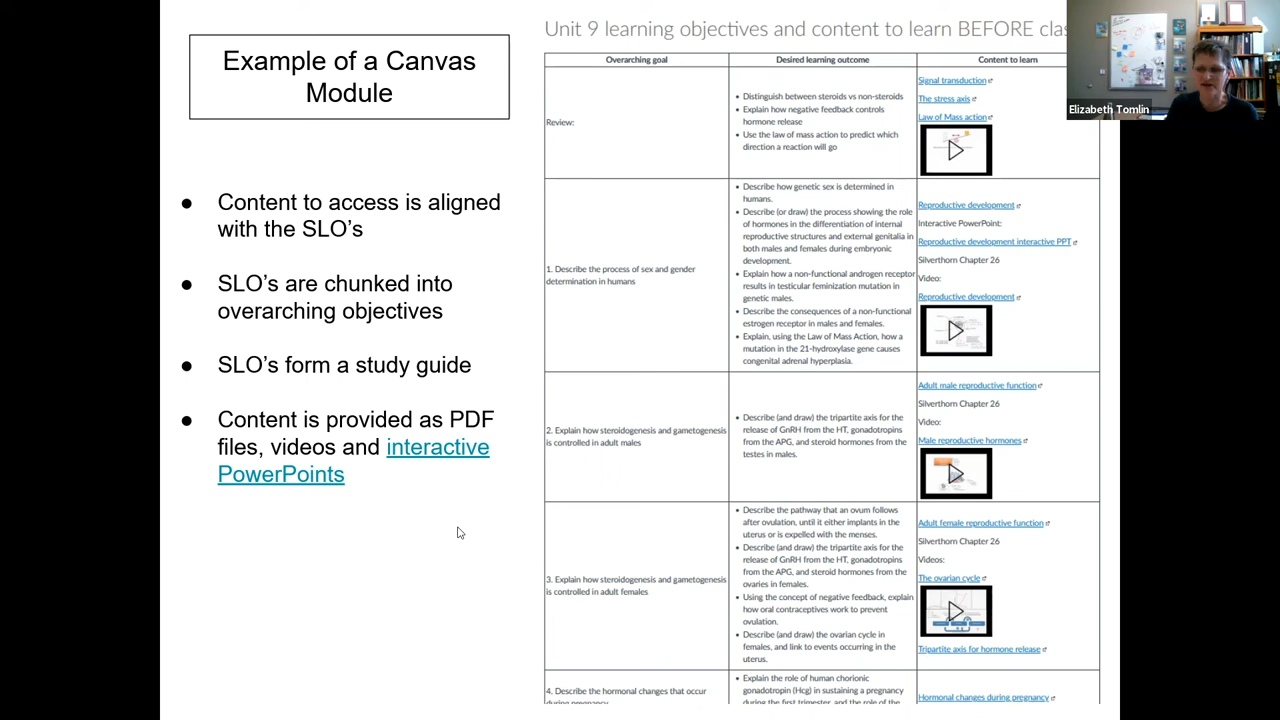 Example of a Canvas
Module
● Content to access is aligned
with the SLO's
● SLO's are chunked into
overarching objectives
● SLO's form a study guide
● Content is provided as PDF
files, videos and interactive
PowerPoints
Unit 9 learning objectives and content to learn BEFORE clas
Elizabeth Tomlin
Overarching goal
Desired learning outcome
Content to learn
Review:
• Distinguish between steroids vs non-steroids
• Explain how negative feedback controls
hormone release
• Use the law of mass action to predict which
direction a reaction will go
Signal transduction
The stress axis
Law of Mass action
1. Describe the process of sex and gender
determination in humans
• Describe how genetic sex is determined in
humans.
• Describe (or draw) the process showing the role
of hormones in the differentiation of internal
reproductive structures and external genitalia in
both males and females during embryonic
development.
• Explain how a non-functional androgen receptor
results in testicular feminization mutation in
genetic males.
• Describe the consequences of a non-functional
estrogen receptor in males and females.
• Explain, using the Law of Mass Action, how a
mutation in the 21-hydroxylase gene causes
congenital adrenal hyperplasia.
Reproductive development
Interactive PowerPoint:
Reproductive development interactive PPT
Silverthorn Chapter 26
Video:
Reproductive development
2. Explain how steroidogenesis and gametogenesis
is controlled in adult males
• Describe (and draw) the tripartite axis for the
release of GnRH from the HT, gonadotropins
from the APG, and steroid hormones from the
testes in males.
Adult male reproductive function
Silverthorn Chapter 26
Video:
Male reproductive hormones
3. Explain how steroidogenesis and gametogenesis
is controlled in adult females
• Describe the pathway that an ovum follows
after ovulation, until it either implants in the
uterus or is expelled with the menses.
• Describe (and draw) the tripartite axis for the
release of GnRH from the HT, gonadotropins
from the APG, and steroid hormones from the
ovaries in females.
• Using the concept of negative feedback, explain
how oral contraceptives work to prevent
ovulation.
• Describe (and draw) the ovarian cycle in
females, and link to events occurring in the
uterus.
Adult female reproductive function
Silverthorn Chapter 26
Videos:
The ovarian cycle
Tripartite axis for hormone release
4. Describe the hormonal changes that occur
during pregnancy
• Explain the role of human chorionic
gonadotropin (Hcg) in sustaining a pregnancy
during the first trimester, and the role of the
Hormonal changes during pregnancy